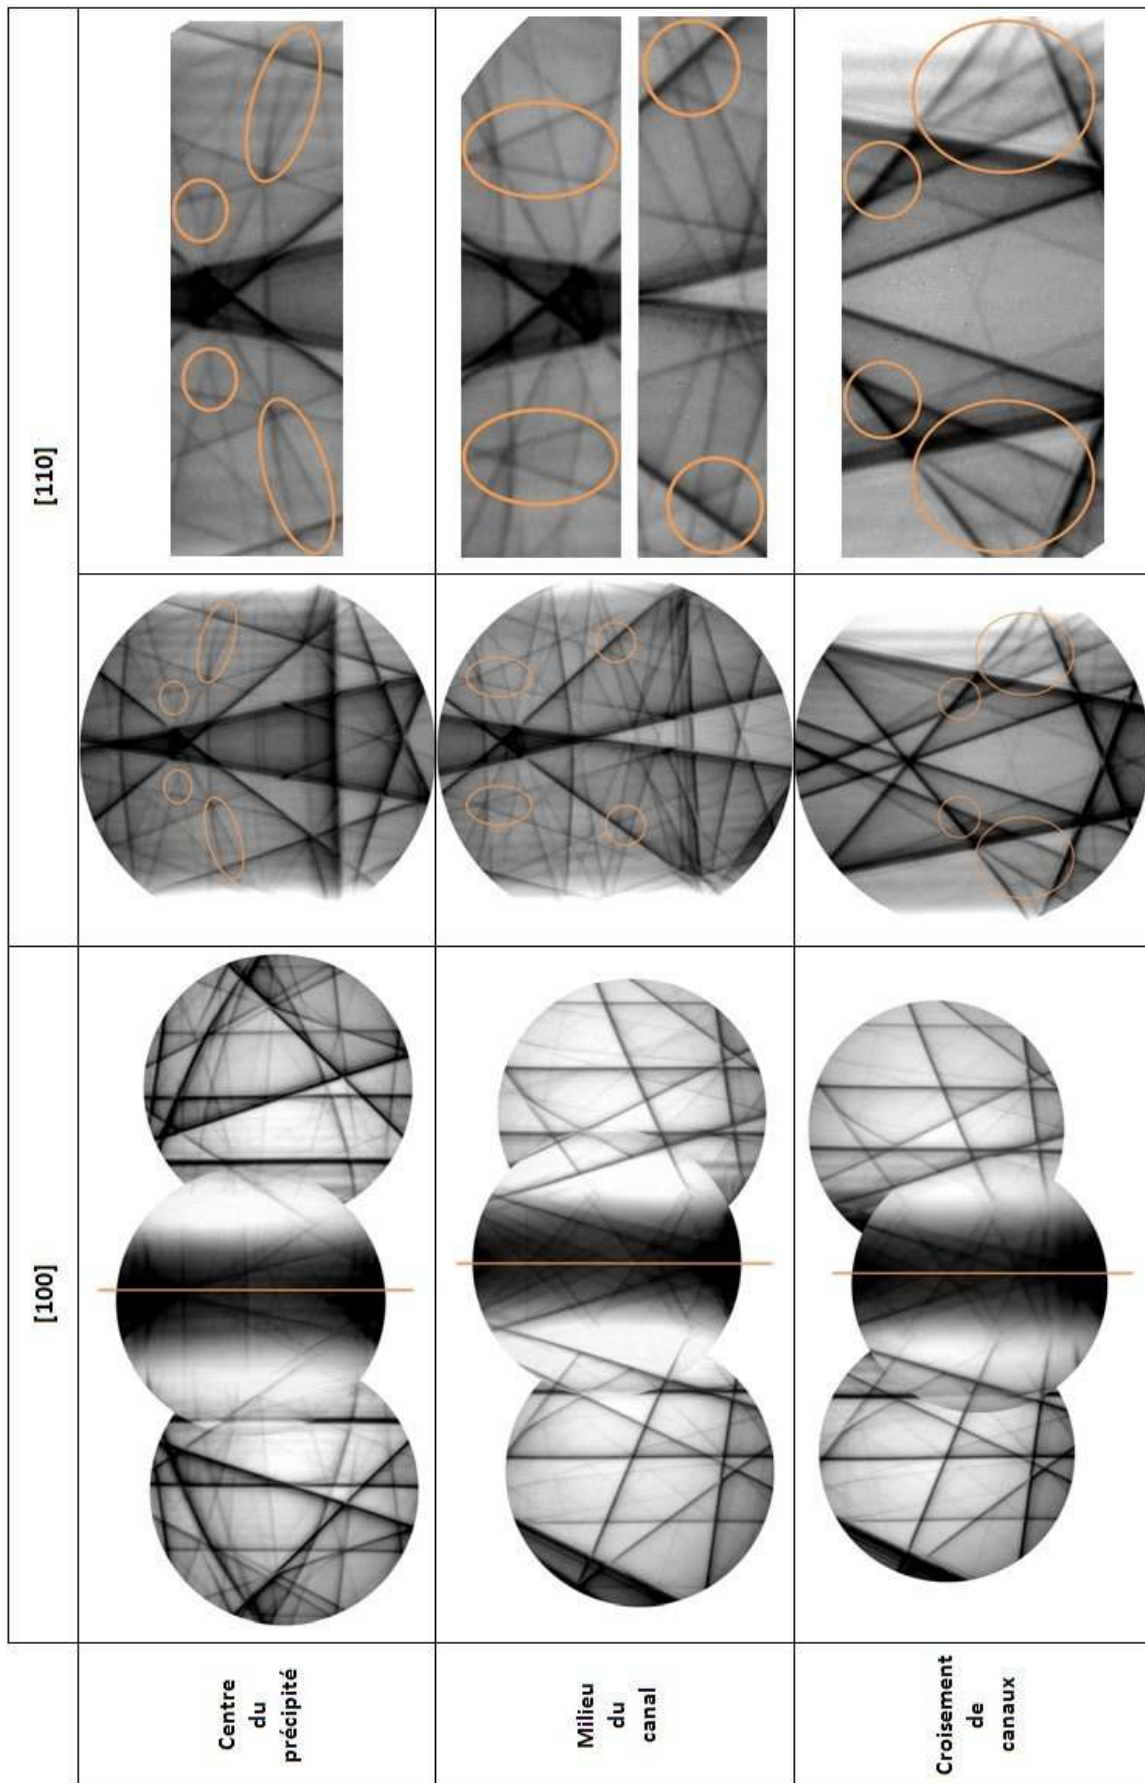 [100]
[110]
Centre
du
précipité
Milieu
du
canal
Croisement
de
canaux